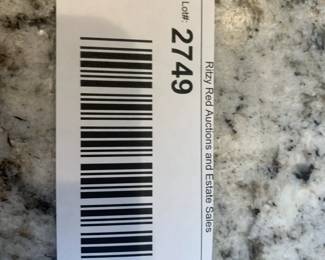 Ritzy Red Auctions and Estate Sales
Lot#: 2749